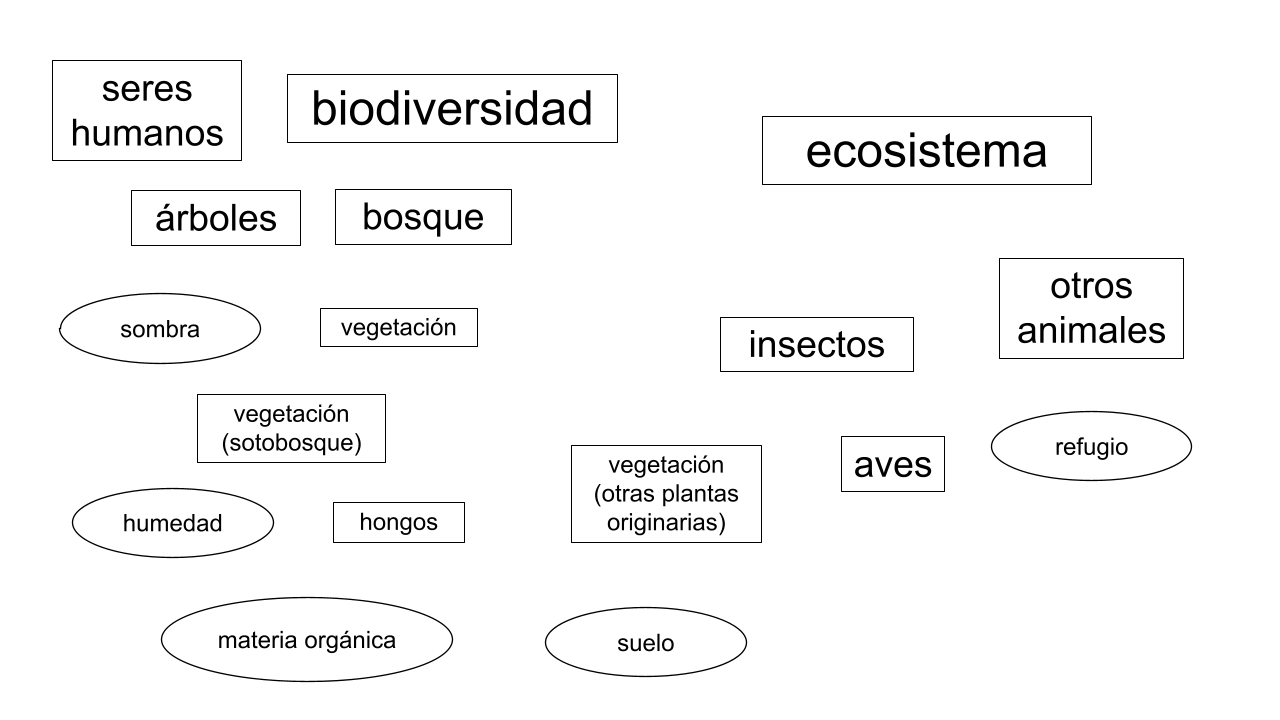 seres
humanos
biodiversidad
ecosistema
árboles
bosque
otros
animales
sombra
vegetación
insectos
vegetación
(sotobosque)
refugio
aves
vegetación
(otras plantas
originarias)
humedad
hongos
materia orgánica
suelo